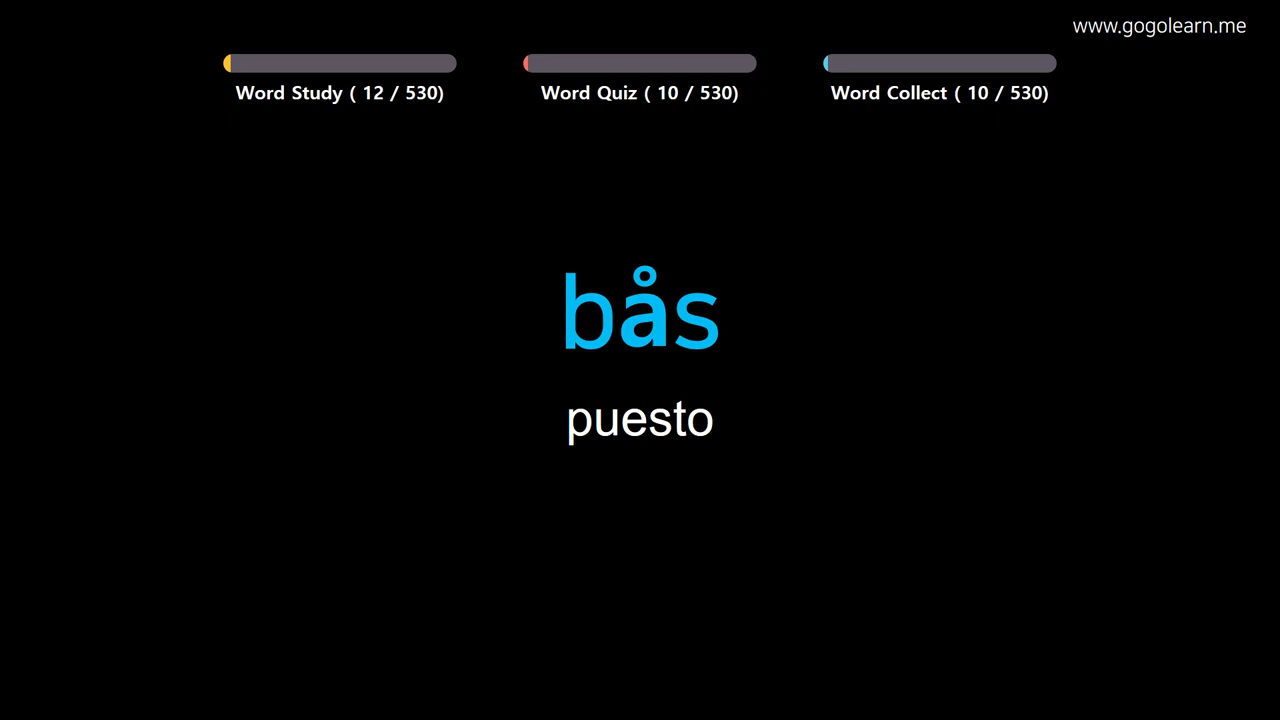 www.gogolearn.me
Word Study ( 12 / 530)
Word Quiz ( 10 / 530)
Word Collect ( 10 / 530)
bås
puesto